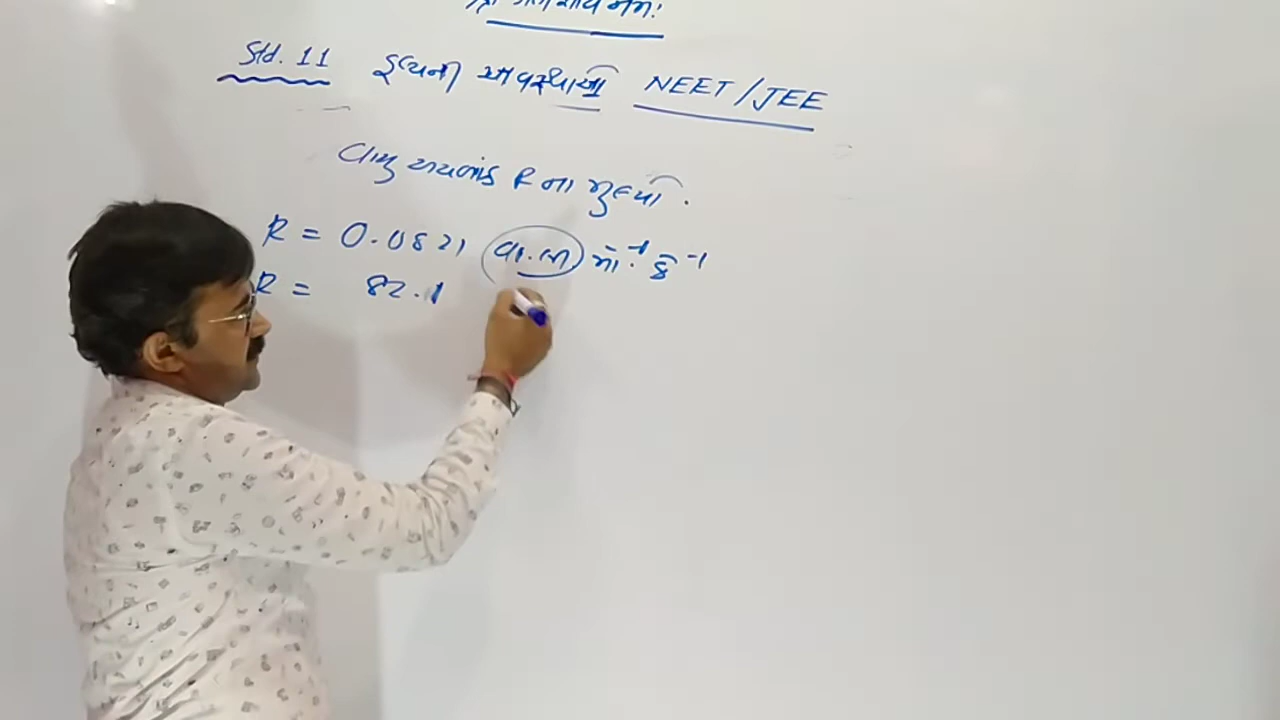 Std. 11 દ્રવ્યની અવસ્થાઓ NEET/JEE
વાયુ અચળાંક R ના મુલ્યો.
R = 0.0821 વા.લી મો.⁻¹ કે⁻¹
R = 82.1